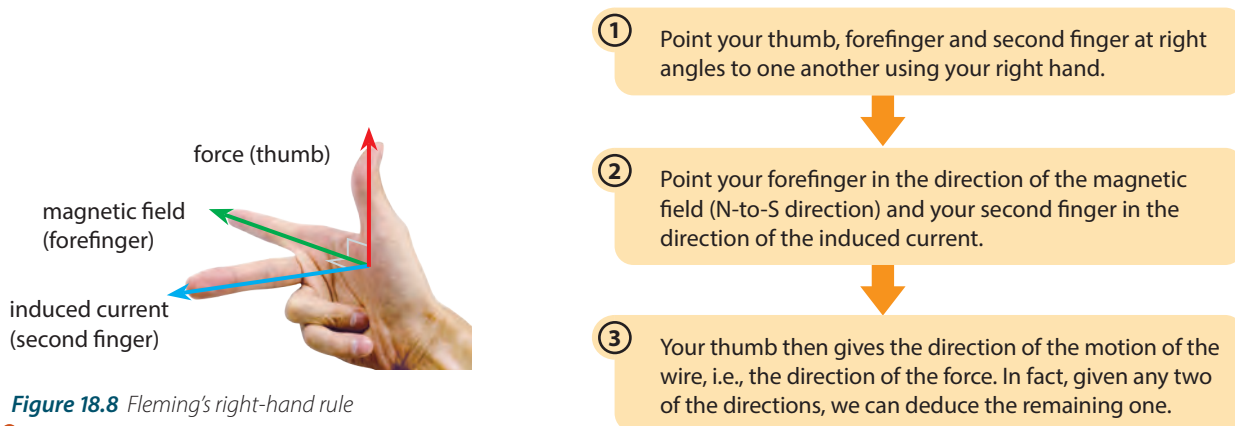 force (thumb)
magnetic field
(forefinger)
induced current
(second finger)
Figure 18.8 Fleming's right-hand rule
1
Point your thumb, forefinger and second finger at right
angles to one another using your right hand.
2
Point your forefinger in the direction of the magnetic
field (N-to-S direction) and your second finger in the
direction of the induced current.
3
Your thumb then gives the direction of the motion of the
wire, i.e., the direction of the force. In fact, given any two
of the directions, we can deduce the remaining one.